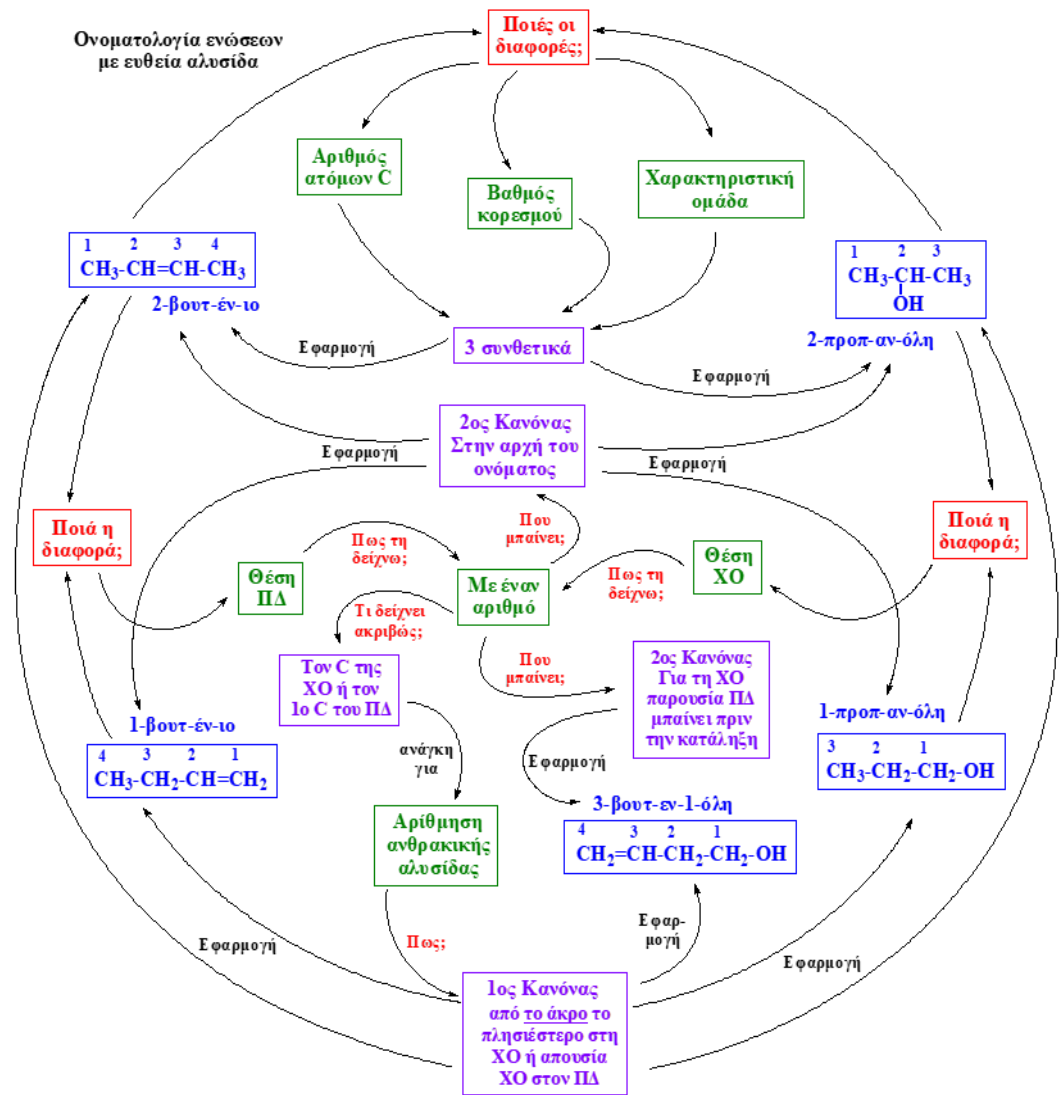 Ονοματολογία ενώσεων
με ευθεία αλυσίδα
Ποιές οι
διαφορές;
Αριθμός
ατόμων C
Βαθμός
κορεσμού
Χαρακτηριστική
ομάδα
1 2 3 4
CH₃-CH=CH-CH₃
2-βουτ-έν-ιο
1 2 3
CH₃-CH-CH₃
OH
2-προπ-αν-όλη
Εφαρμογή
3 συνθετικά
Εφαρμογή
2ος Κανόνας
Στην αρχή του
ονόματος
Εφαρμογή
Εφαρμογή
Ποιά η
διαφορά;
Πως τη
δείχνω;
Που
μπαίνει;
Ποιά η
διαφορά;
Θέση
ΠΔ
Με έναν
αριθμό
Πως τη
δείχνω;
Θέση
ΧΟ
Τι δείχνει
ακριβώς;
Που
μπαίνει;
Τον C της
ΧΟ ή τον
1ο C του ΠΔ
2ος Κανόνας
Για τη ΧΟ
παρουσία ΠΔ
μπαίνει πριν
την κατάληξη
1-βουτ-έν-ιο
4 3 2 1
CH₃-CH₂-CH=CH₂
1-προπ-αν-όλη
3 2 1
CH₃-CH₂-CH₂-OH
ανάγκη
για
Εφαρμογή
Αρίθμηση
ανθρακικής
αλυσίδας
3-βουτ-εν-1-όλη
4 3 2 1
CH₂=CH-CH₂-CH₂-OH
Εφαρμογή
Πως;
Εφαρ-
μογή
Εφαρμογή
1ος Κανόνας
από το άκρο το
πλησιέστερο στη
ΧΟ ή απουσία
ΧΟ στον ΠΔ